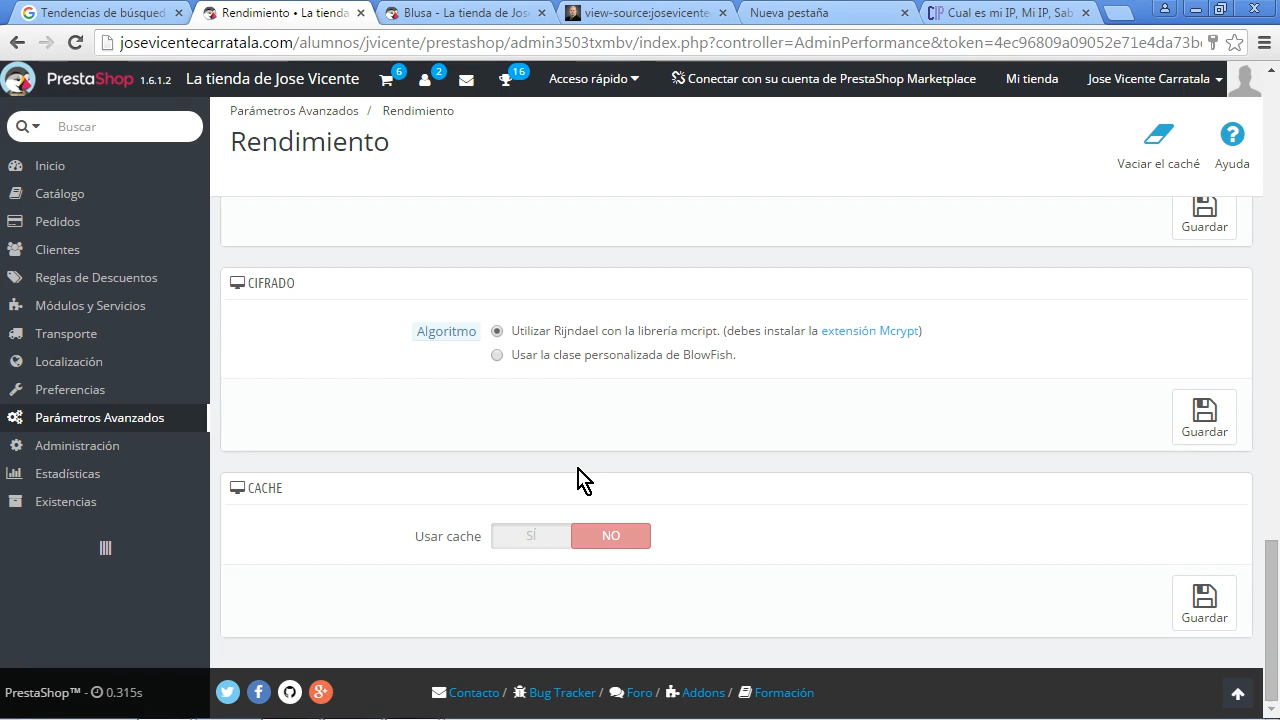 Tendencias de búsqued
Rendimiento • La tienda
Blusa - La tienda de Jos
view-source:josevicente
Nueva pestaña
Cual es mi IP, Mi IP, Sab
josevicentecarratala.com/alumnos/jvicente/prestashop/admin3503txmbv/index.php?controller=AdminPerformance&token=4ec96809a09052e71e4da73b
PrestaShop 1.6.1.2 La tienda de Jose Vicente 6 2 16 Acceso rápido Conectar con su cuenta de PrestaShop Marketplace Mi tienda Jose Vicente Carratala
Buscar
Inicio
Catálogo
Pedidos
Clientes
Reglas de Descuentos
Módulos y Servicios
Transporte
Localización
Preferencias
Parámetros Avanzados
Administración
Estadísticas
Existencias
Parámetros Avanzados / Rendimiento
Rendimiento
Vaciar el caché
Ayuda
Guardar
CIFRADO
Algoritmo
Utilizar Rijndael con la librería mcript. (debes instalar la extensión Mcrypt)
Usar la clase personalizada de BlowFish.
Guardar
CACHE
Usar cache SÍ NO
Guardar
PrestaShop™ - 0.315s
Contacto / Bug Tracker / Foro / Addons / Formación